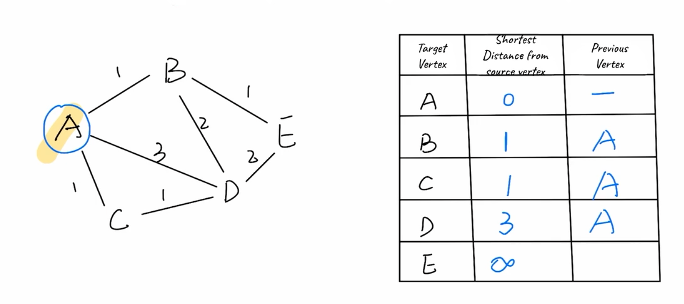 1
B
1
A
2
E
3
2
1
D
1
C
Target Vertex
Shortest Distance from source vertex
Previous Vertex
A 0 —
B 1 A
C 1 A
D 3 A
E ∞